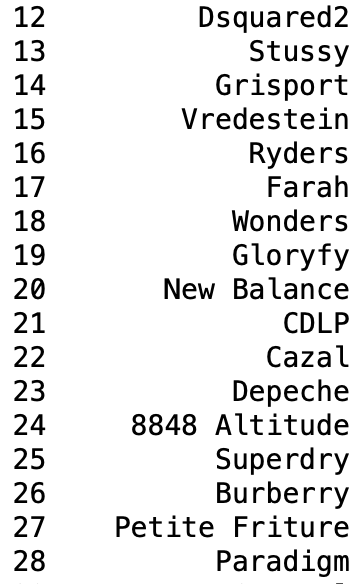 12 Dsquared2
13 Stussy
14 Grisport
15 Vredestein
16 Ryders
17 Farah
18 Wonders
19 Gloryfy
20 New Balance
21 CDLP
22 Cazal
23 Depeche
24 8848 Altitude
25 Superdry
26 Burberry
27 Petite Friture
28 Paradigm